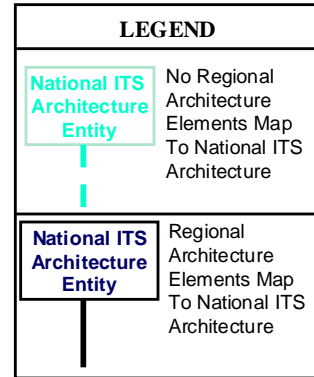 LEGEND
National ITS
Architecture
Entity
No Regional
Architecture
Elements Map
To National ITS
Architecture
National ITS
Architecture
Entity
Regional
Architecture
Elements Map
To National ITS
Architecture